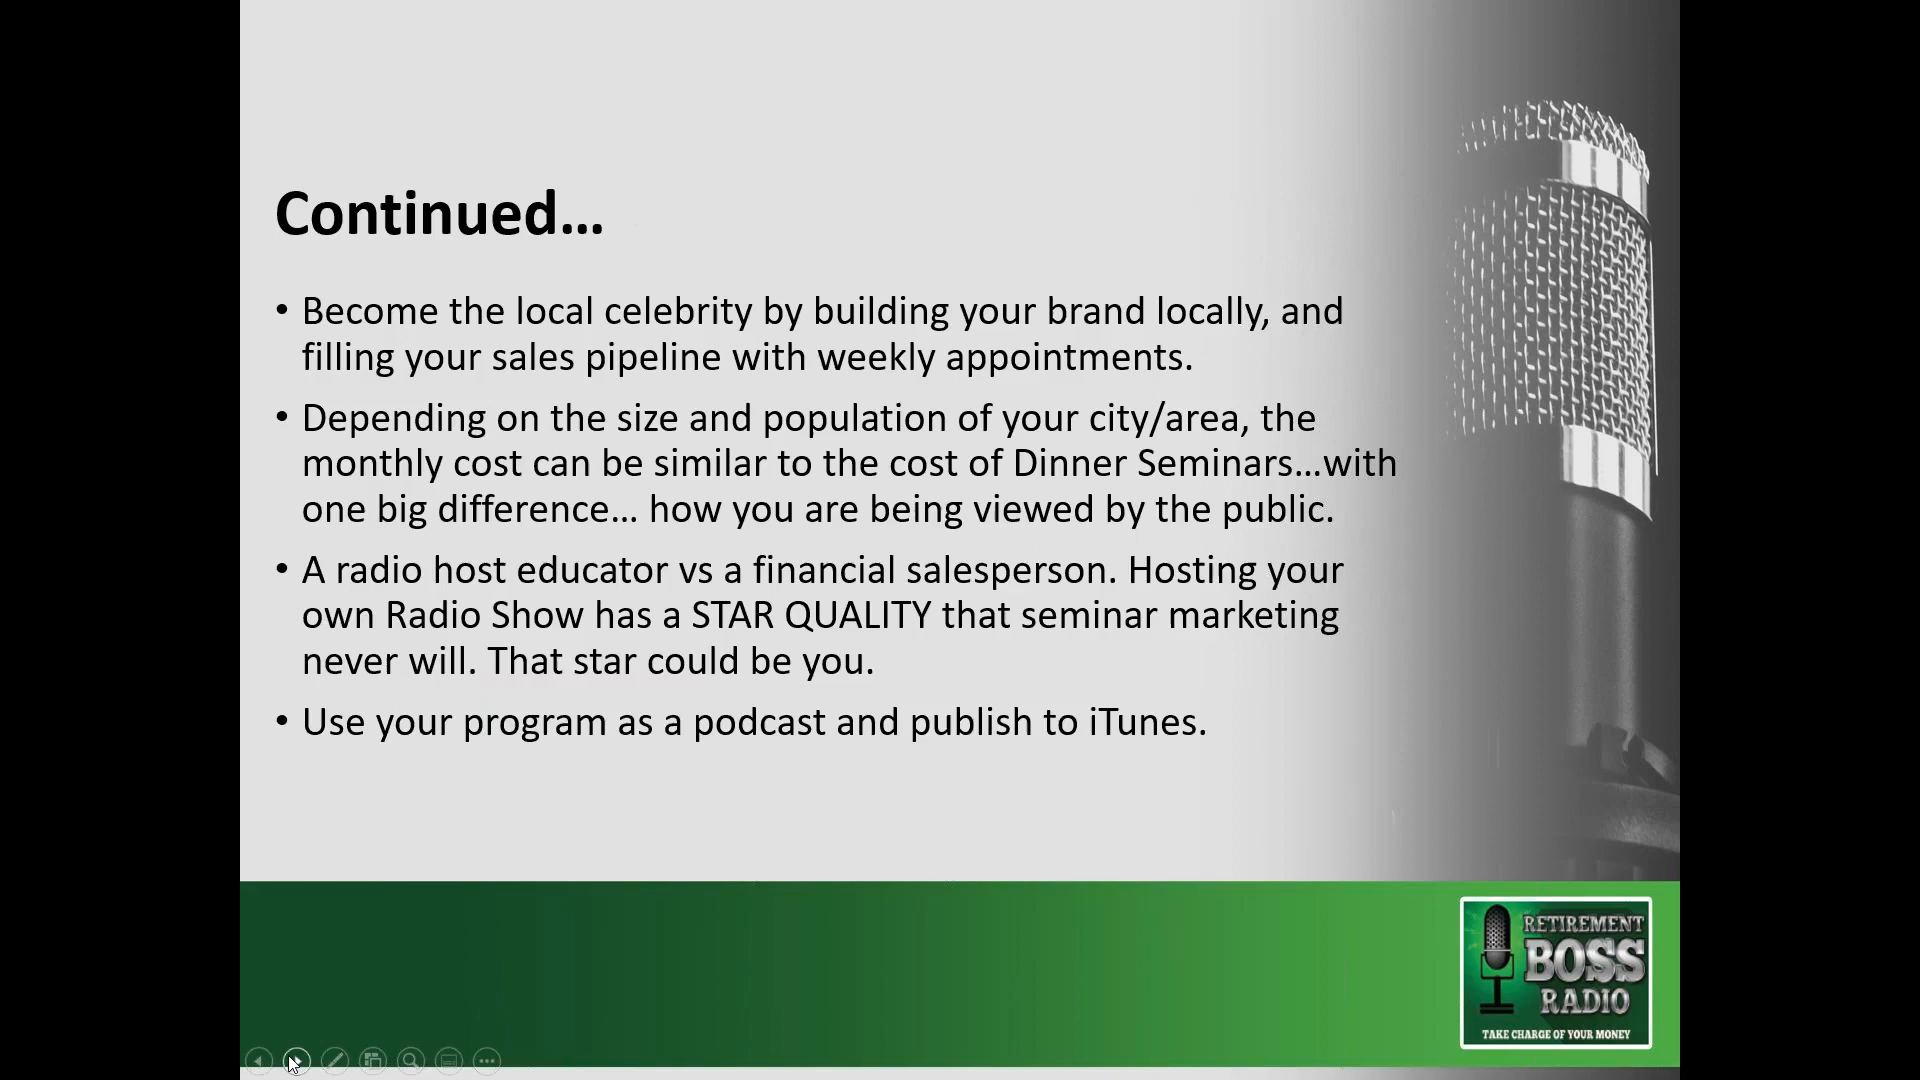 Continued...
• Become the local celebrity by building your brand locally, and
filling your sales pipeline with weekly appointments.
• Depending on the size and population of your city/area, the
monthly cost can be similar to the cost of Dinner Seminars...with
one big difference... how you are being viewed by the public.
• A radio host educator vs a financial salesperson. Hosting your
own Radio Show has a STAR QUALITY that seminar marketing
never will. That star could be you.
• Use your program as a podcast and publish to iTunes.
RETIREMENT
BOSS
RADIO
TAKE CHARGE OF YOUR MONEY